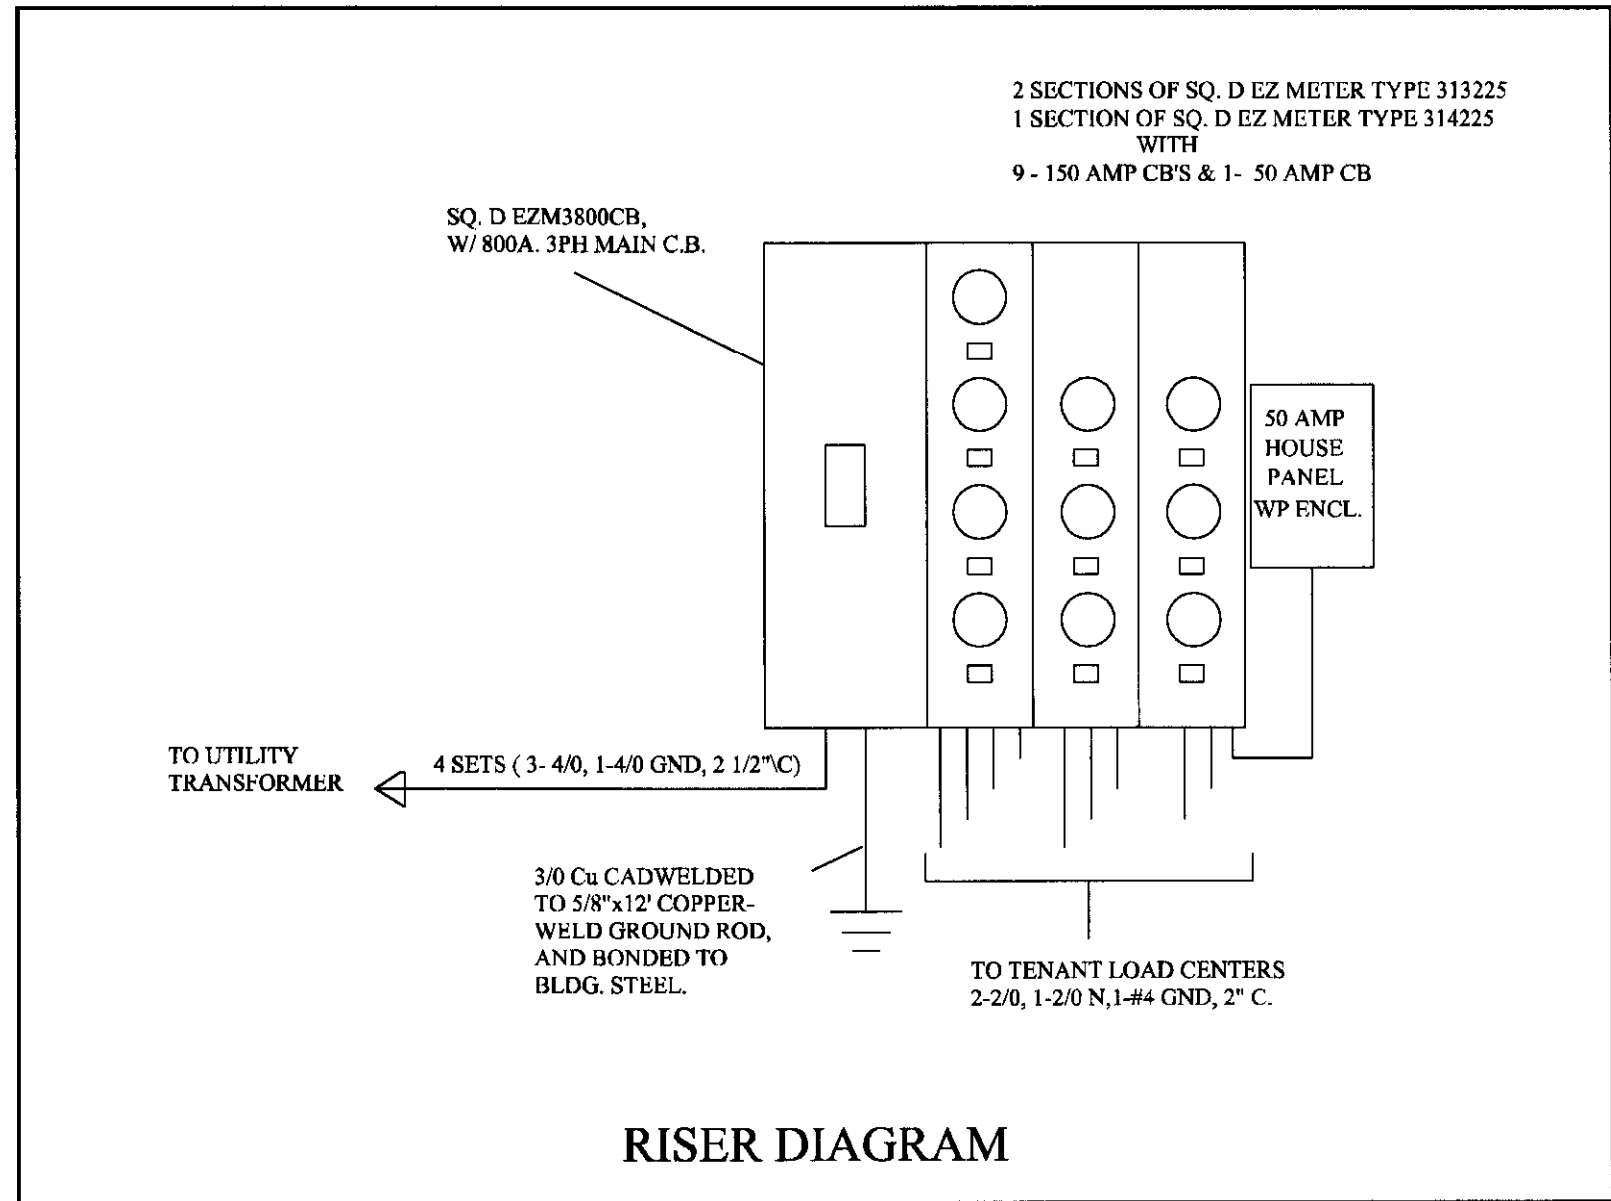 2 SECTIONS OF SQ. D EZ METER TYPE 313225
1 SECTION OF SQ. D EZ METER TYPE 314225
WITH
9 - 150 AMP CB'S & 1- 50 AMP CB
SQ. D EZM3800CB,
W/ 800A. 3PH MAIN C.B.
50 AMP
HOUSE
PANEL
WP ENCL.
TO UTILITY
TRANSFORMER
4 SETS ( 3- 4/0, 1-4/0 GND, 2 1/2"\C)
3/0 Cu CADWELDED
TO 5/8"x12' COPPER-
WELD GROUND ROD,
AND BONDED TO
BLDG. STEEL.
TO TENANT LOAD CENTERS
2-2/0, 1-2/0 N,1-#4 GND, 2" C.
RISER DIAGRAM